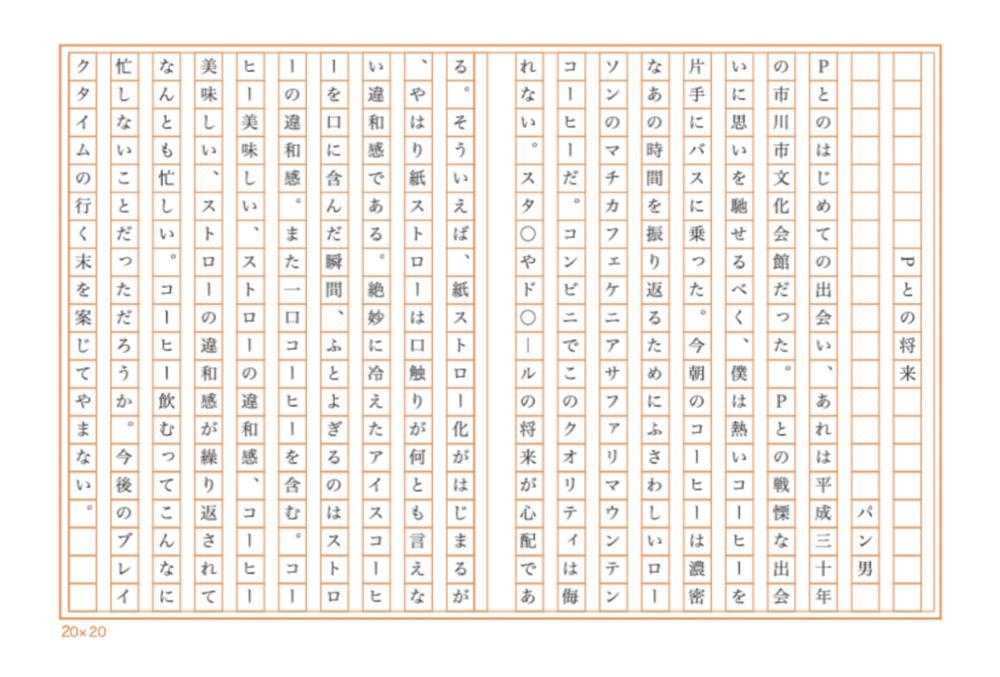 Pとの将来
パン男
Pとのはじめての出会い、あれは平成三十年
の市川市文化会館だった。Pとの戦慄な出会
いに思いを馳せるべく、僕は熱いコーヒーを
片手にバスに乗った。今朝のコーヒーは濃密
なあの時間を振り返るためにふさわしいロー
ソンのマチカフェケニアサファリマウンテン
コーヒーだ。コンビニでこのクオリティは侮
れない。スタ〇やド〇ールの将来が心配であ
る。そういえば、紙ストロー化がはじまるが
、やはり紙ストローは口触りが何とも言えな
い違和感である。絶妙に冷えたアイスコーヒ
ーを口に含んだ瞬間、ふとよぎるのはストロ
ーの違和感。また一口コーヒーを含む。コー
ヒー美味しい、ストローの違和感、コーヒー
美味しい、ストローの違和感が繰り返されて
なんとも忙しい。コーヒー飲むってこんなに
忙しないことだっただろうか。今後のブレイ
クタイムの行く末を案じてやまない。
20×20